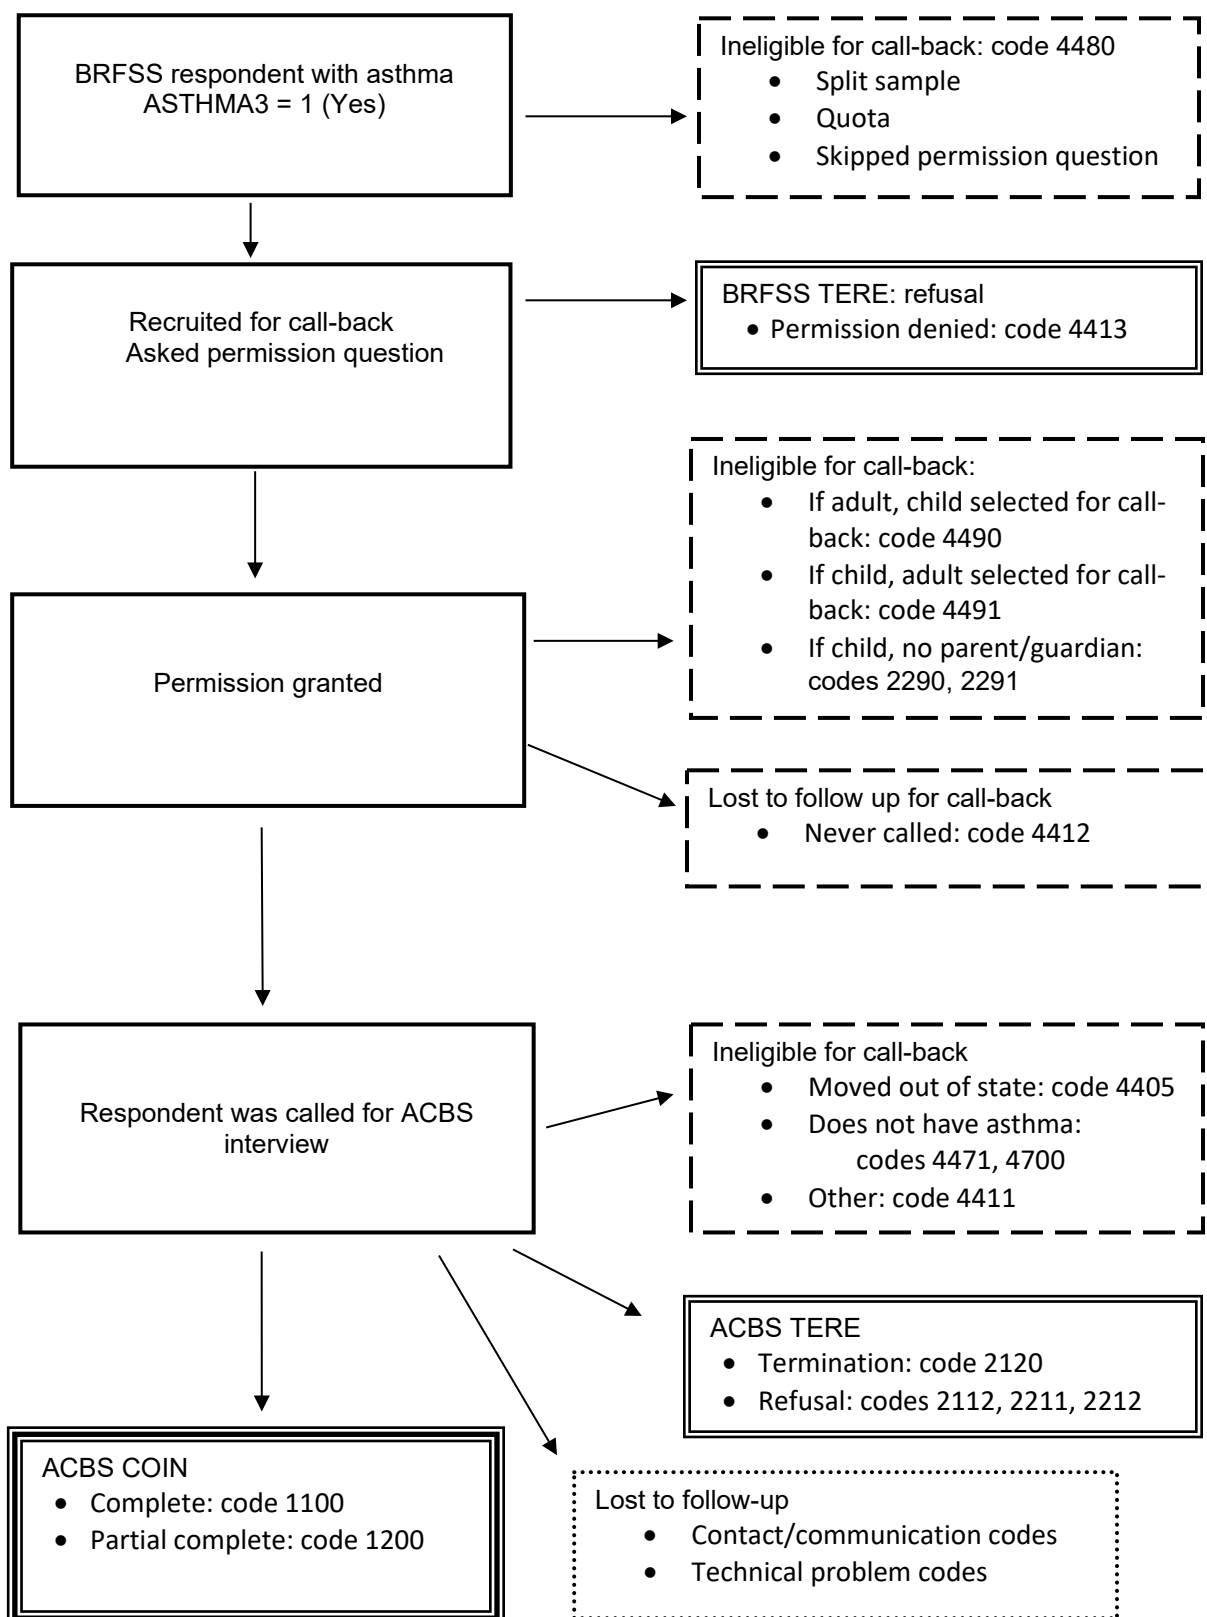 BRFSS respondent with asthma
ASTHMA3 = 1 (Yes)
Ineligible for call-back: code 4480
• Split sample
• Quota
• Skipped permission question
Recruited for call-back
Asked permission question
BRFSS TERE: refusal
• Permission denied: code 4413
Ineligible for call-back:
• If adult, child selected for call-
back: code 4490
• If child, adult selected for call-
back: code 4491
• If child, no parent/guardian:
codes 2290, 2291
Permission granted
Lost to follow up for call-back
• Never called: code 4412
Respondent was called for ACBS
interview
Ineligible for call-back
• Moved out of state: code 4405
• Does not have asthma:
codes 4471, 4700
• Other: code 4411
ACBS TERE
• Termination: code 2120
• Refusal: codes 2112, 2211, 2212
ACBS COIN
• Complete: code 1100
• Partial complete: code 1200
Lost to follow-up
• Contact/communication codes
• Technical problem codes